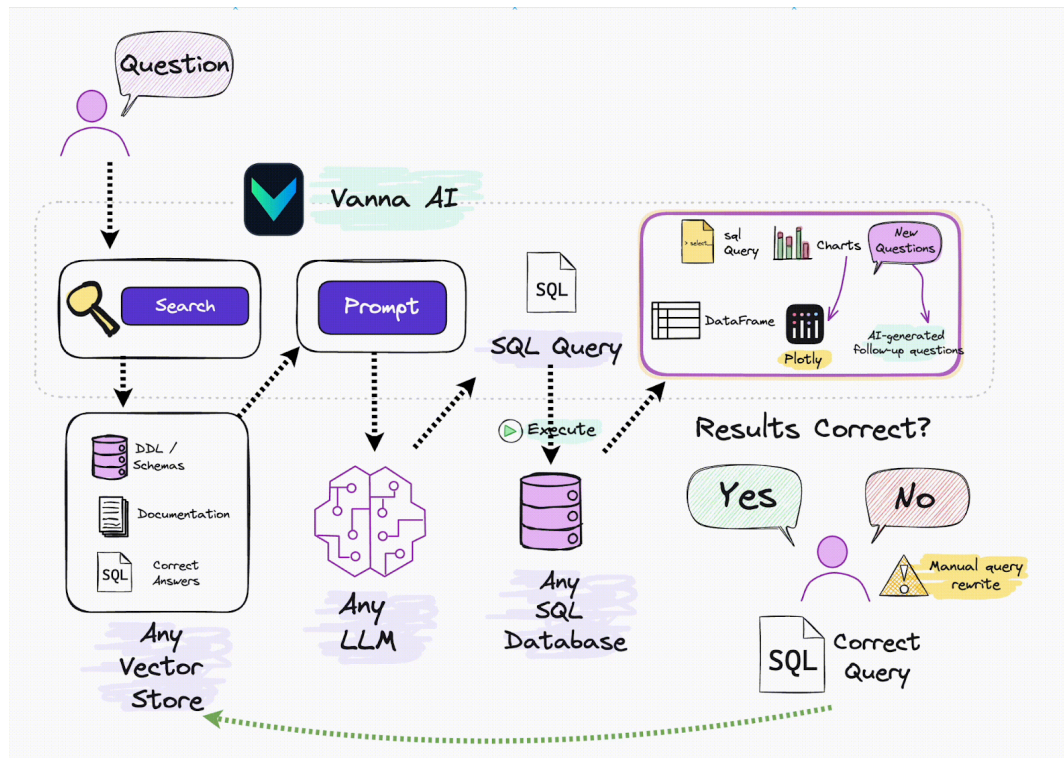 Question
Vanna AI
Search
Prompt
SQL
SQL Query
> select...
sql
Query
Charts
New
Questions
DataFrame
Plotly
AI-generated
follow-up questions
DDL /
Schemas
Documentation
SQL
Correct
Answers
Any
Vector
Store
Any
LLM
Execute
Any
SQL
Database
Results Correct?
Yes
No
Manual query
rewrite
SQL
Correct
Query